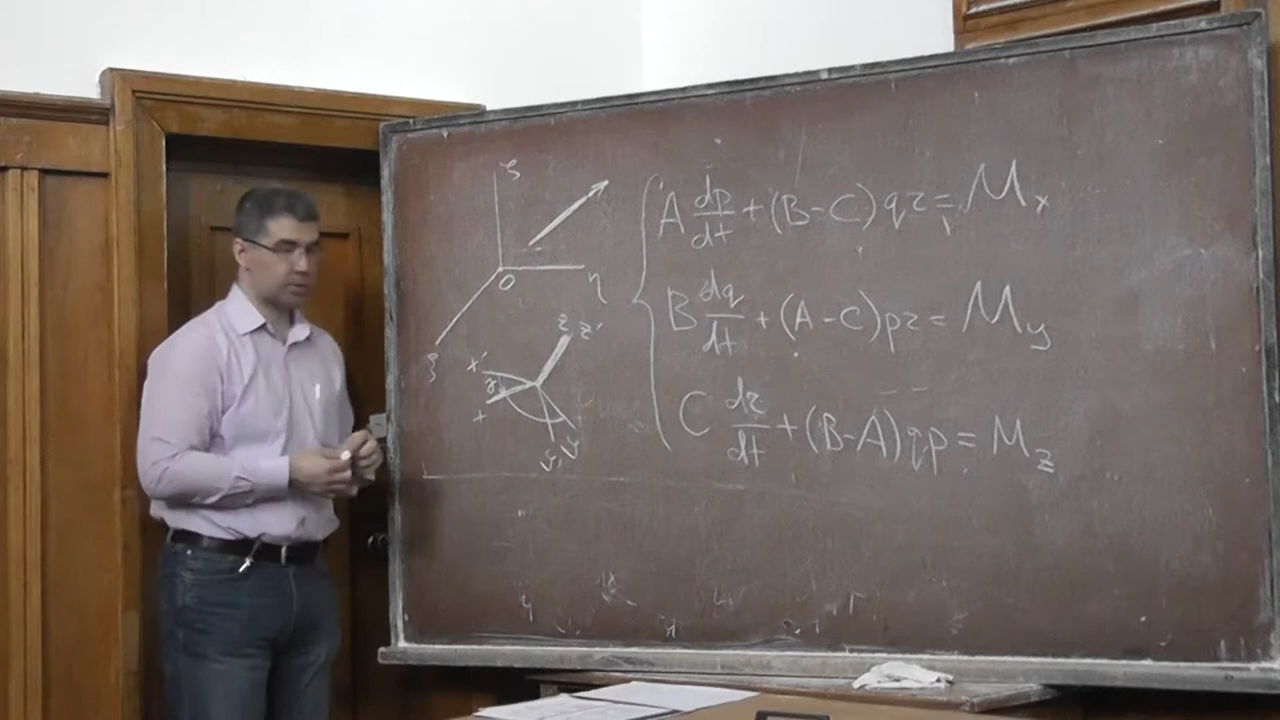 ζ
O
η
ξ
z z'
x'
x
y' y
A dp/dt + (B-C) qr = Mx
B dq/dt + (A-C) pr = My
C dr/dt + (B-A) qp = Mz